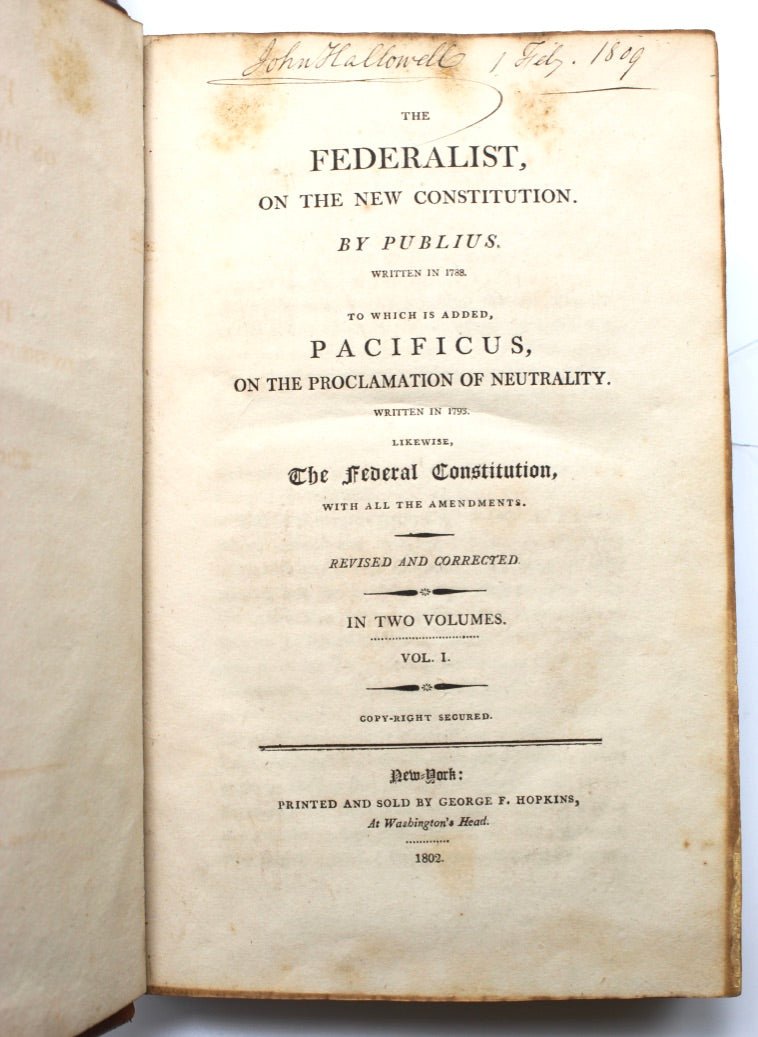 John Hallowell 1 Feby. 1809
THE
FEDERALIST,
ON THE NEW CONSTITUTION.
BY PUBLIUS.
WRITTEN IN 1788.
TO WHICH IS ADDED,
PACIFICUS,
ON THE PROCLAMATION OF NEUTRALITY.
WRITTEN IN 1793.
LIKEWISE,
The Federal Constitution,
WITH ALL THE AMENDMENTS.
REVISED AND CORRECTED
IN TWO VOLUMES.
VOL. I.
COPY-RIGHT SECURED.
New-York:
PRINTED AND SOLD BY GEORGE F. HOPKINS,
At Washington's Head.
1802.